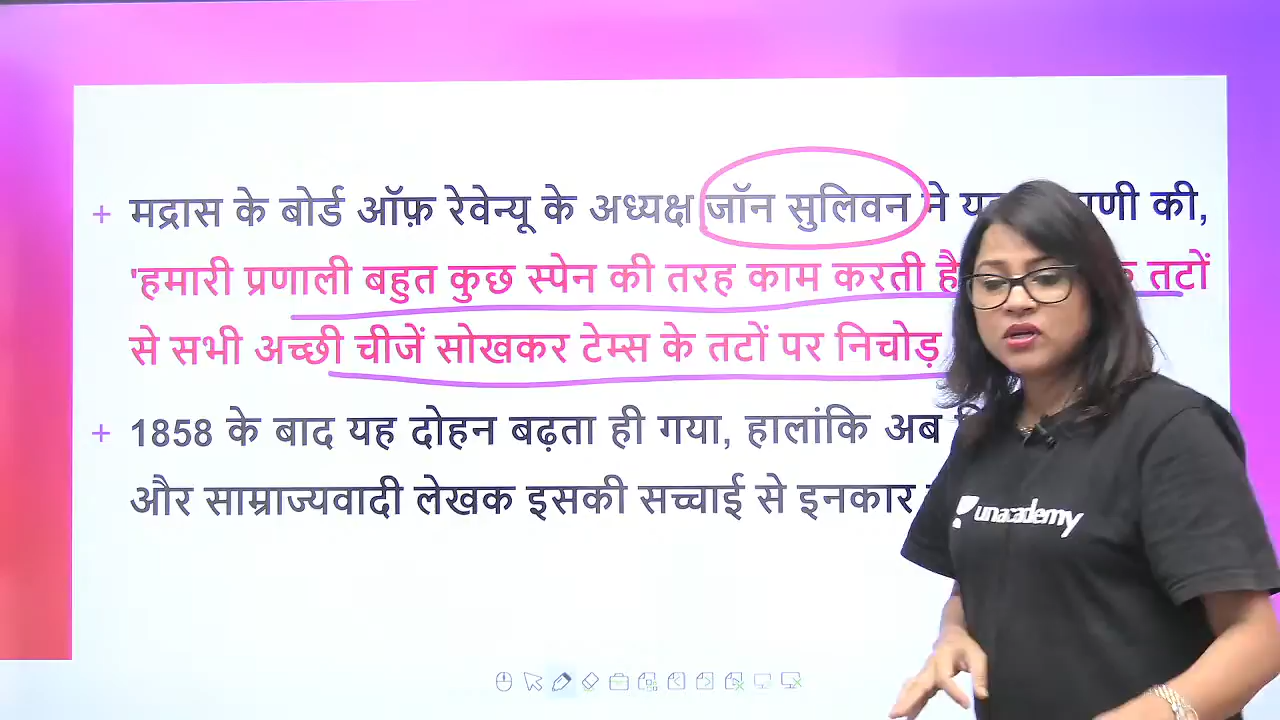 + मद्रास के बोर्ड ऑफ़ रेवेन्यू के अध्यक्ष जॉन सुलिवन ने की,
'हमारी प्रणाली बहुत कुछ स्पेन की तरह काम करती है तटों
से सभी अच्छी चीजें सोखकर टेम्स के तटों पर निचोड़
+ 1858 के बाद यह दोहन बढ़ता ही गया, हालांकि अब
और साम्राज्यवादी लेखक इसकी सच्चाई से इनकार
unacademy